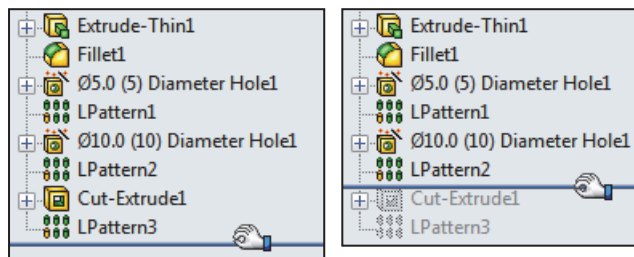 Extrude-Thin1
Fillet1
Ø5.0 (5) Diameter Hole1
LPattern1
Ø10.0 (10) Diameter Hole1
LPattern2
Cut-Extrude1
LPattern3
Extrude-Thin1
Fillet1
Ø5.0 (5) Diameter Hole1
LPattern1
Ø10.0 (10) Diameter Hole1
LPattern2
Cut-Extrude1
LPattern3